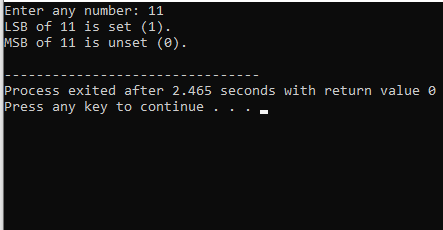 Enter any number: 11
LSB of 11 is set (1).
MSB of 11 is unset (0).
--------------------------------
Process exited after 2.465 seconds with return value 0
Press any key to continue . . .